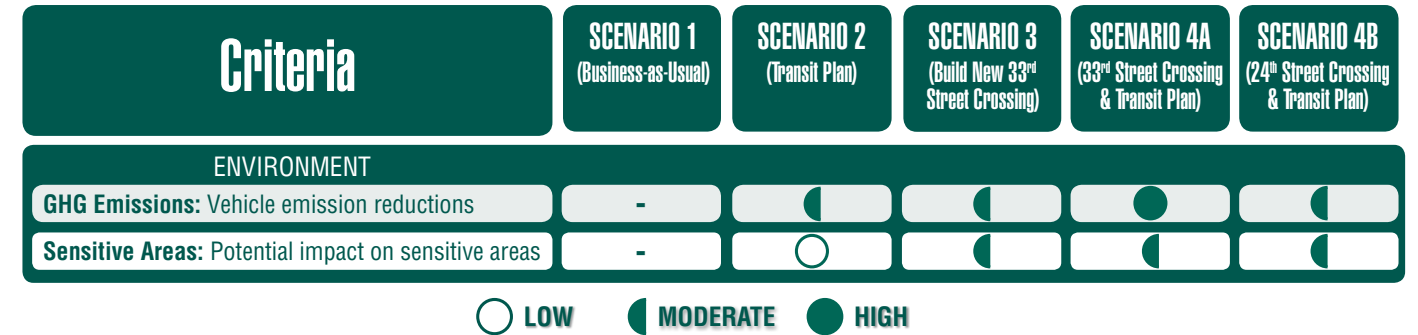 Criteria
SCENARIO 1
(Business-as-Usual)
SCENARIO 2
(Transit Plan)
SCENARIO 3
(Build New 33rd
Street Crossing)
SCENARIO 4A
(33rd Street Crossing
& Transit Plan)
SCENARIO 4B
(24th Street Crossing
& Transit Plan)
ENVIRONMENT
GHG Emissions: Vehicle emission reductions -
Sensitive Areas: Potential impact on sensitive areas -
LOW MODERATE HIGH